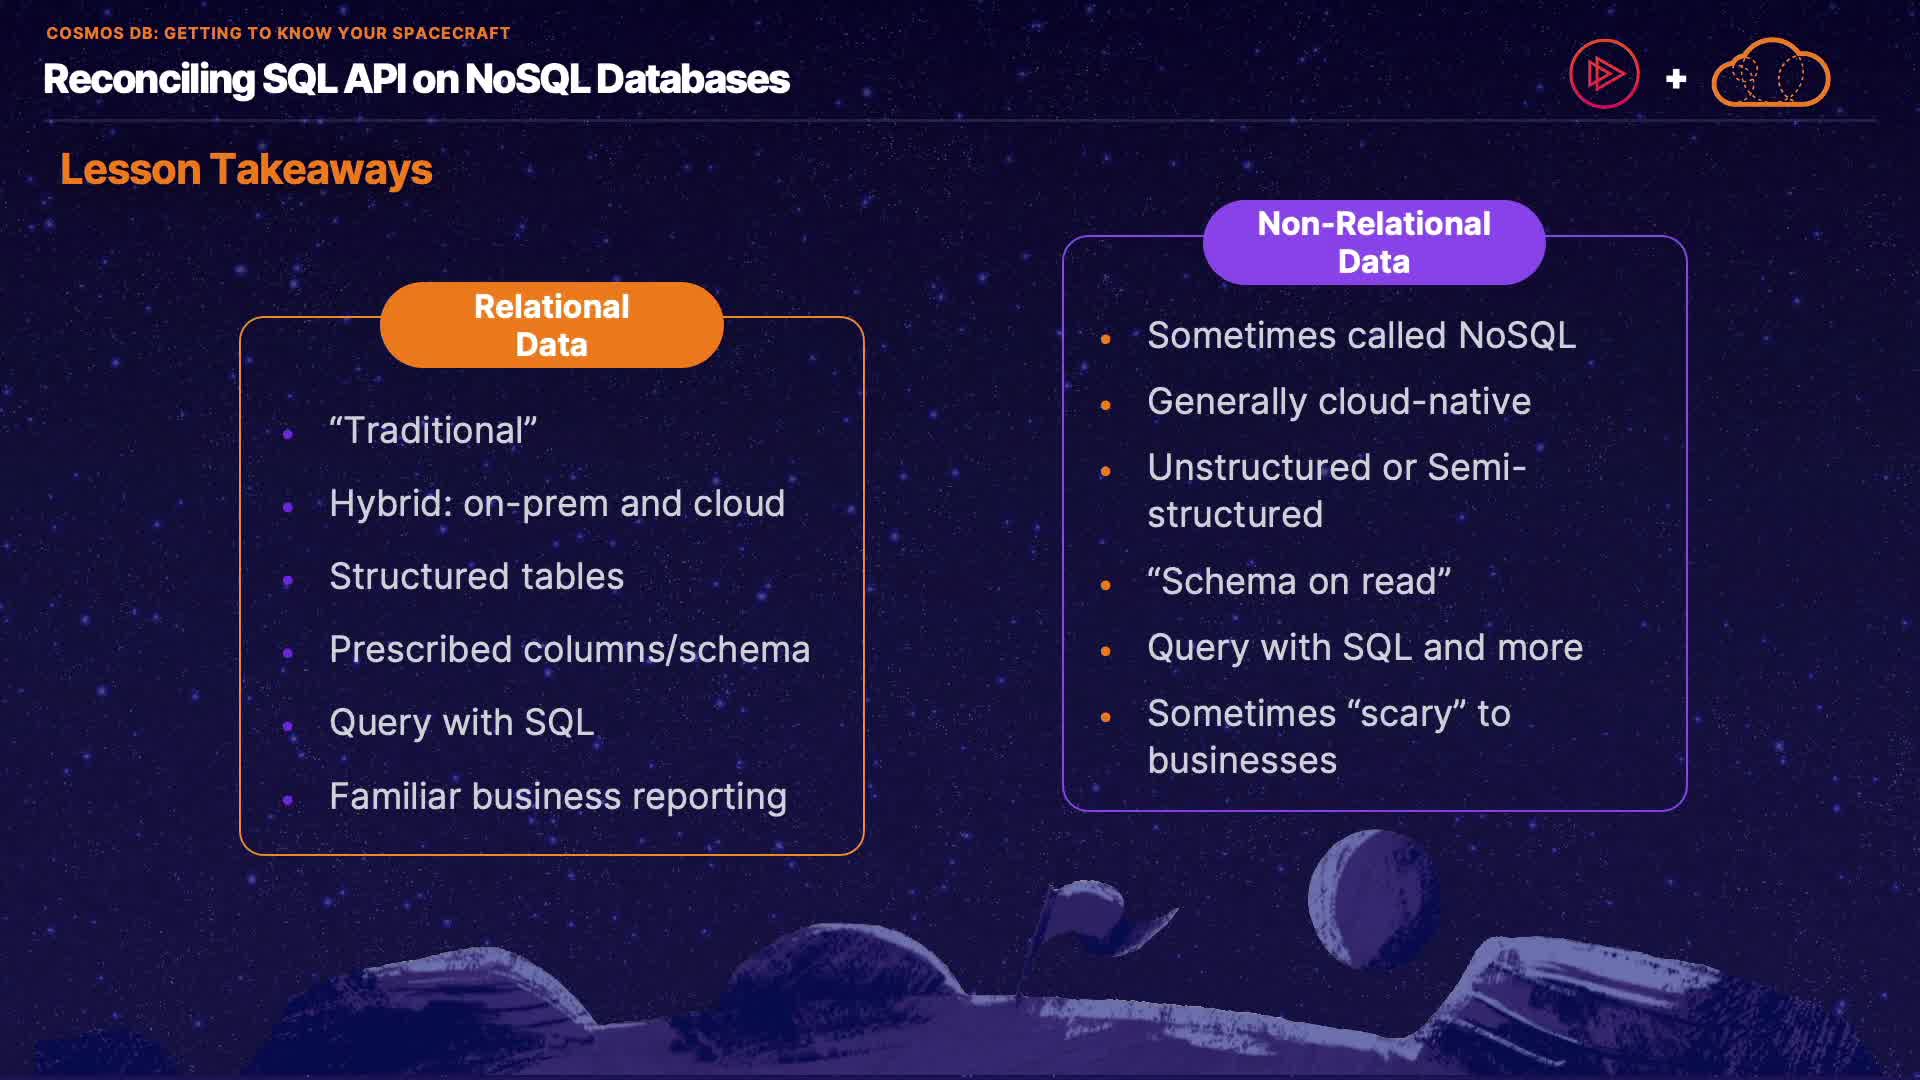 COSMOS DB: GETTING TO KNOW YOUR SPACECRAFT
Reconciling SQL API on NoSQL Databases
+
Lesson Takeaways
Relational
Data
“Traditional”
Hybrid: on-prem and cloud
Structured tables
Prescribed columns/schema
Query with SQL
Familiar business reporting
Non-Relational
Data
Sometimes called NoSQL
Generally cloud-native
Unstructured or Semi-
structured
“Schema on read”
Query with SQL and more
Sometimes “scary” to
businesses